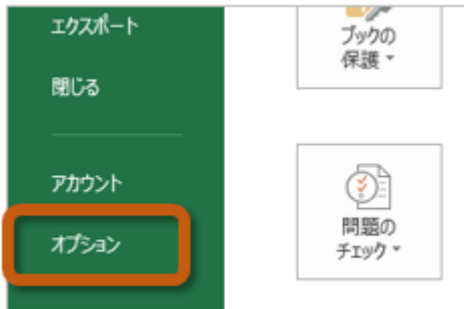 エクスポート
閉じる
アカウント
オプション
ブックの
保護
問題の
チェック